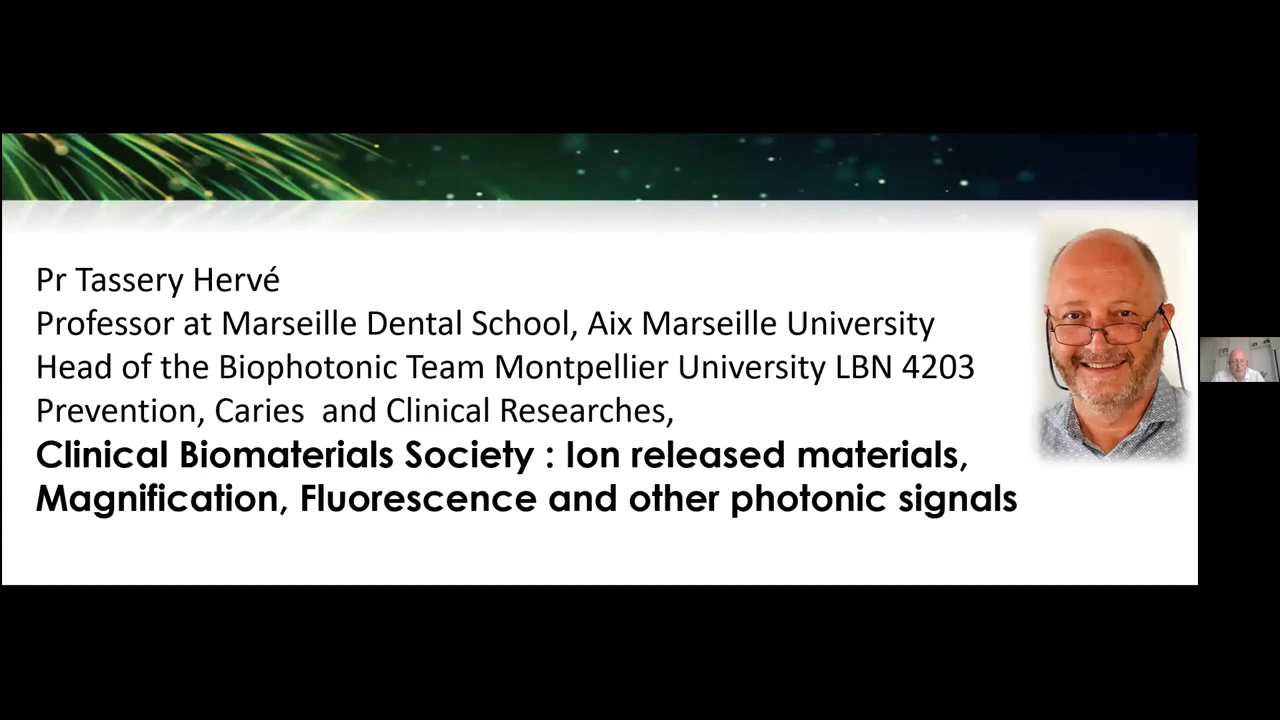 Pr Tassery Hervé
Professor at Marseille Dental School, Aix Marseille University
Head of the Biophotonic Team Montpellier University LBN 4203
Prevention, Caries  and Clinical Researches,
Clinical Biomaterials Society : Ion released materials,
Magnification, Fluorescence and other photonic signals